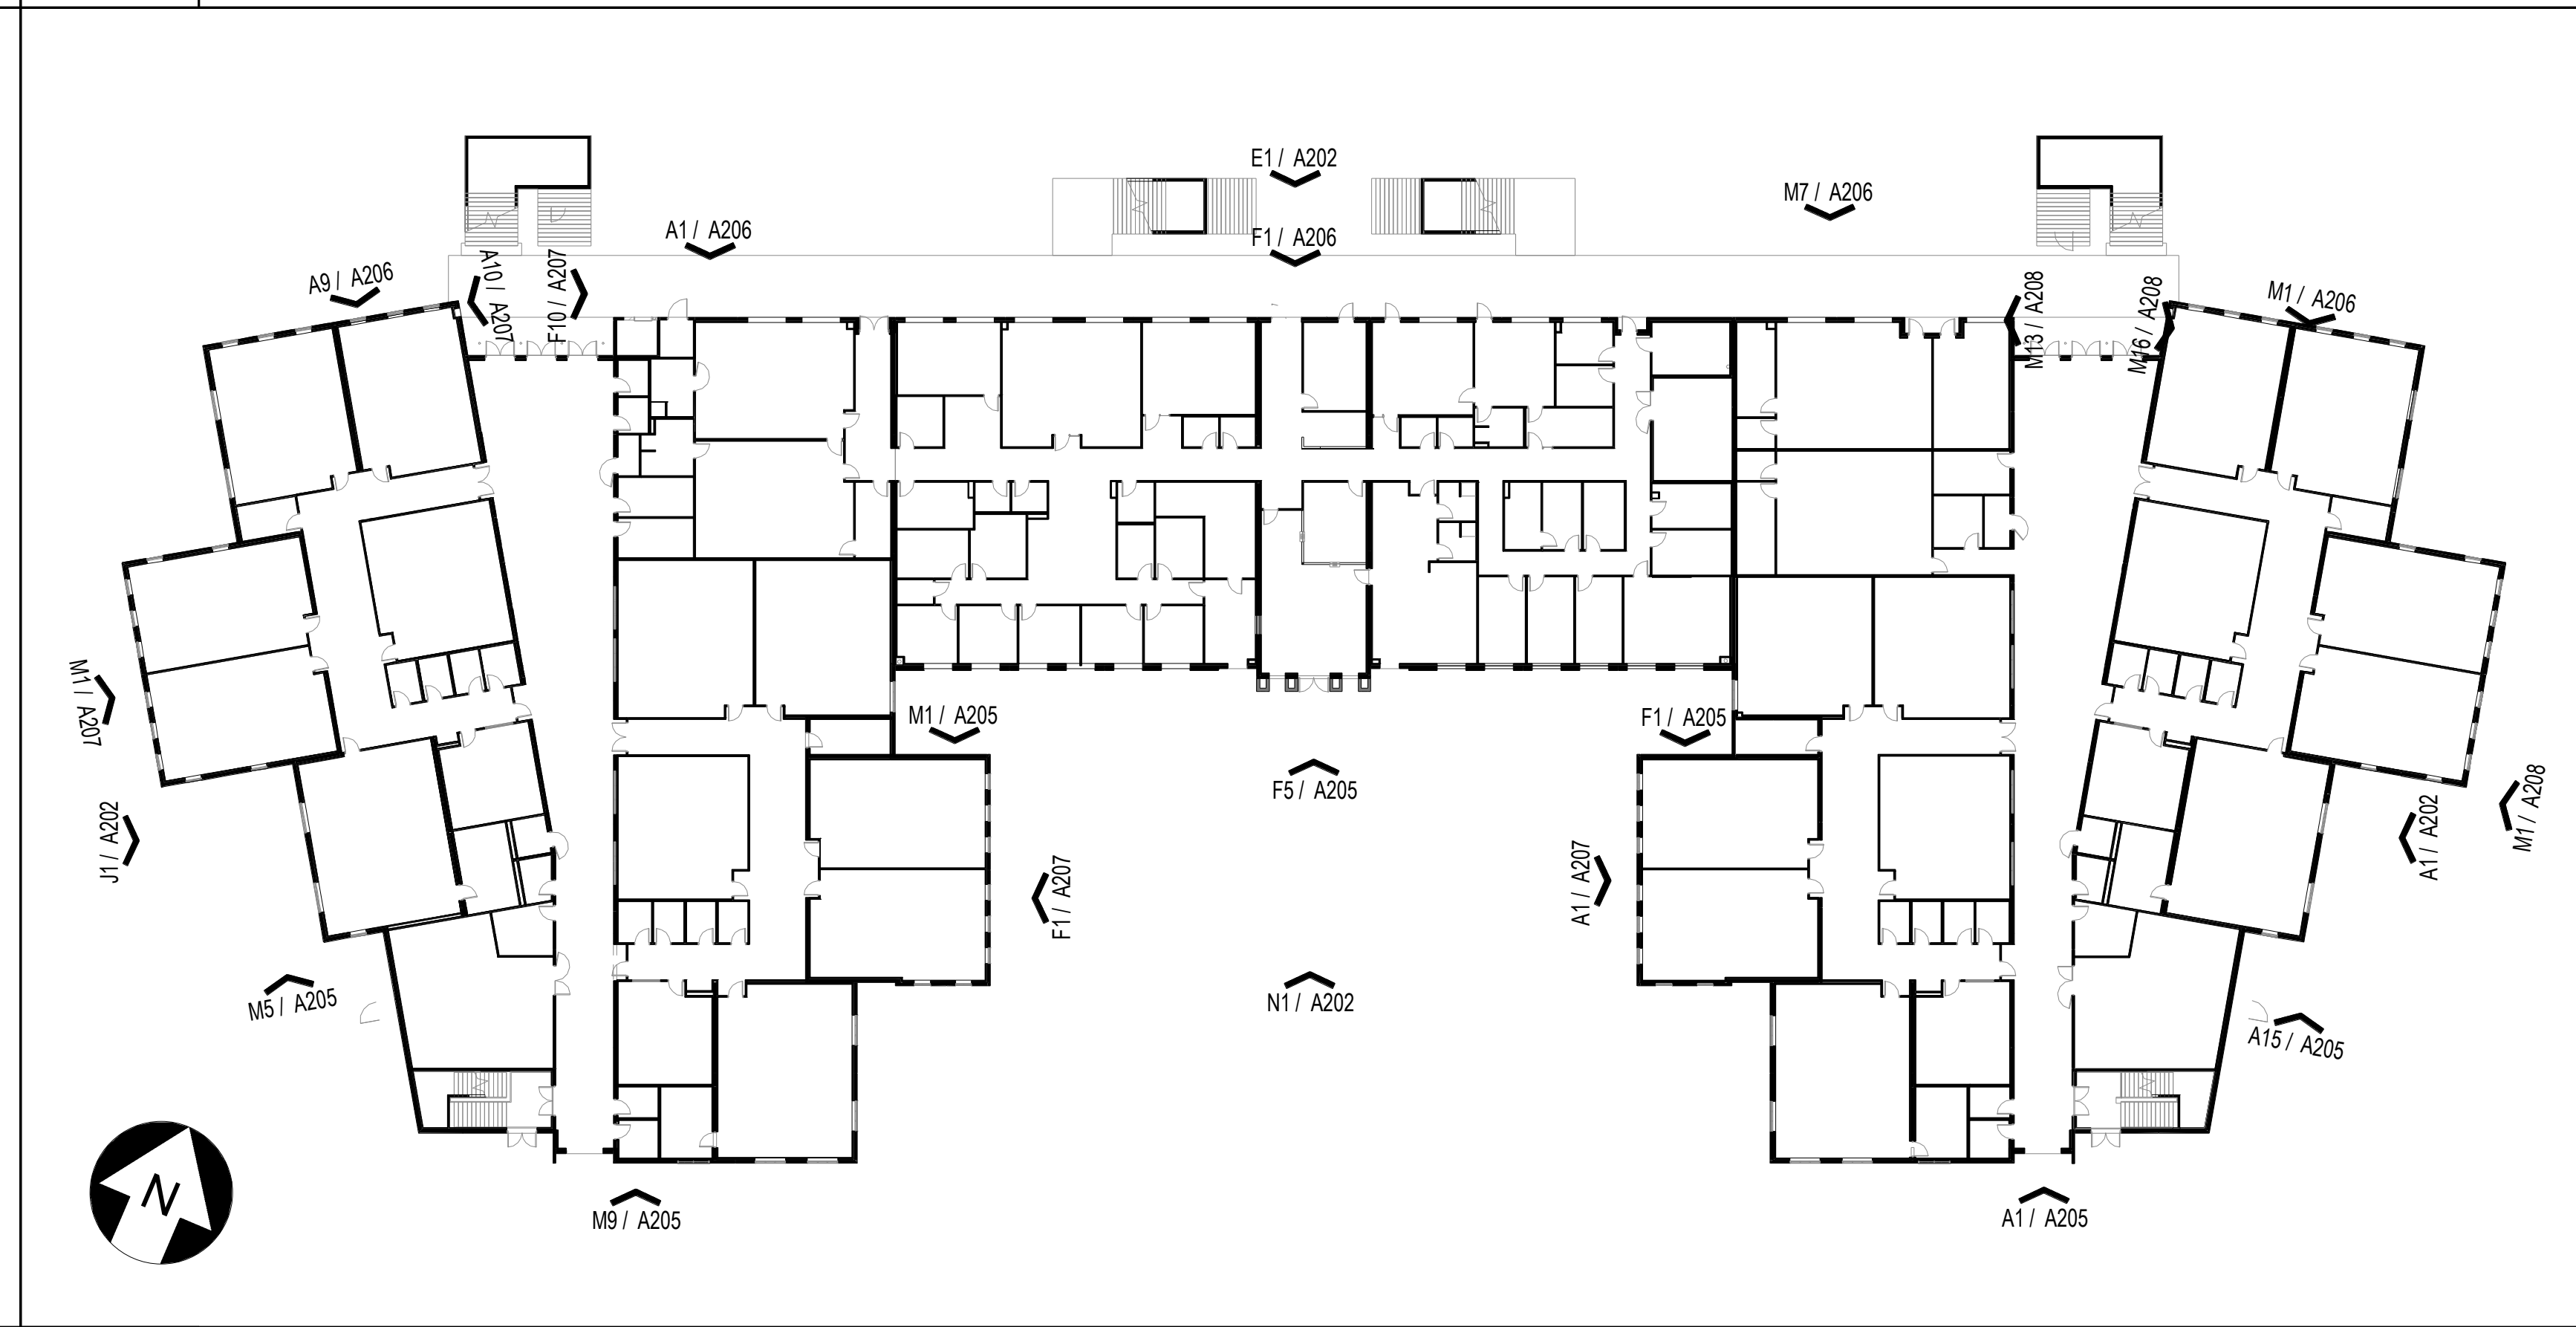 E1 / A202
M7 / A206
A1 / A206
F1 / A206
A9 / A206
A10 / A207
F10 / A207
M13 / A208
M16 / A208
M1 / A206
M1 / A207
M1 / A205
F1 / A205
F5 / A205
J1 / A202
F1 / A207
A1 / A207
A1 / A202
M1 / A208
M5 / A205
N1 / A202
A15 / A205
N
M9 / A205
A1 / A205